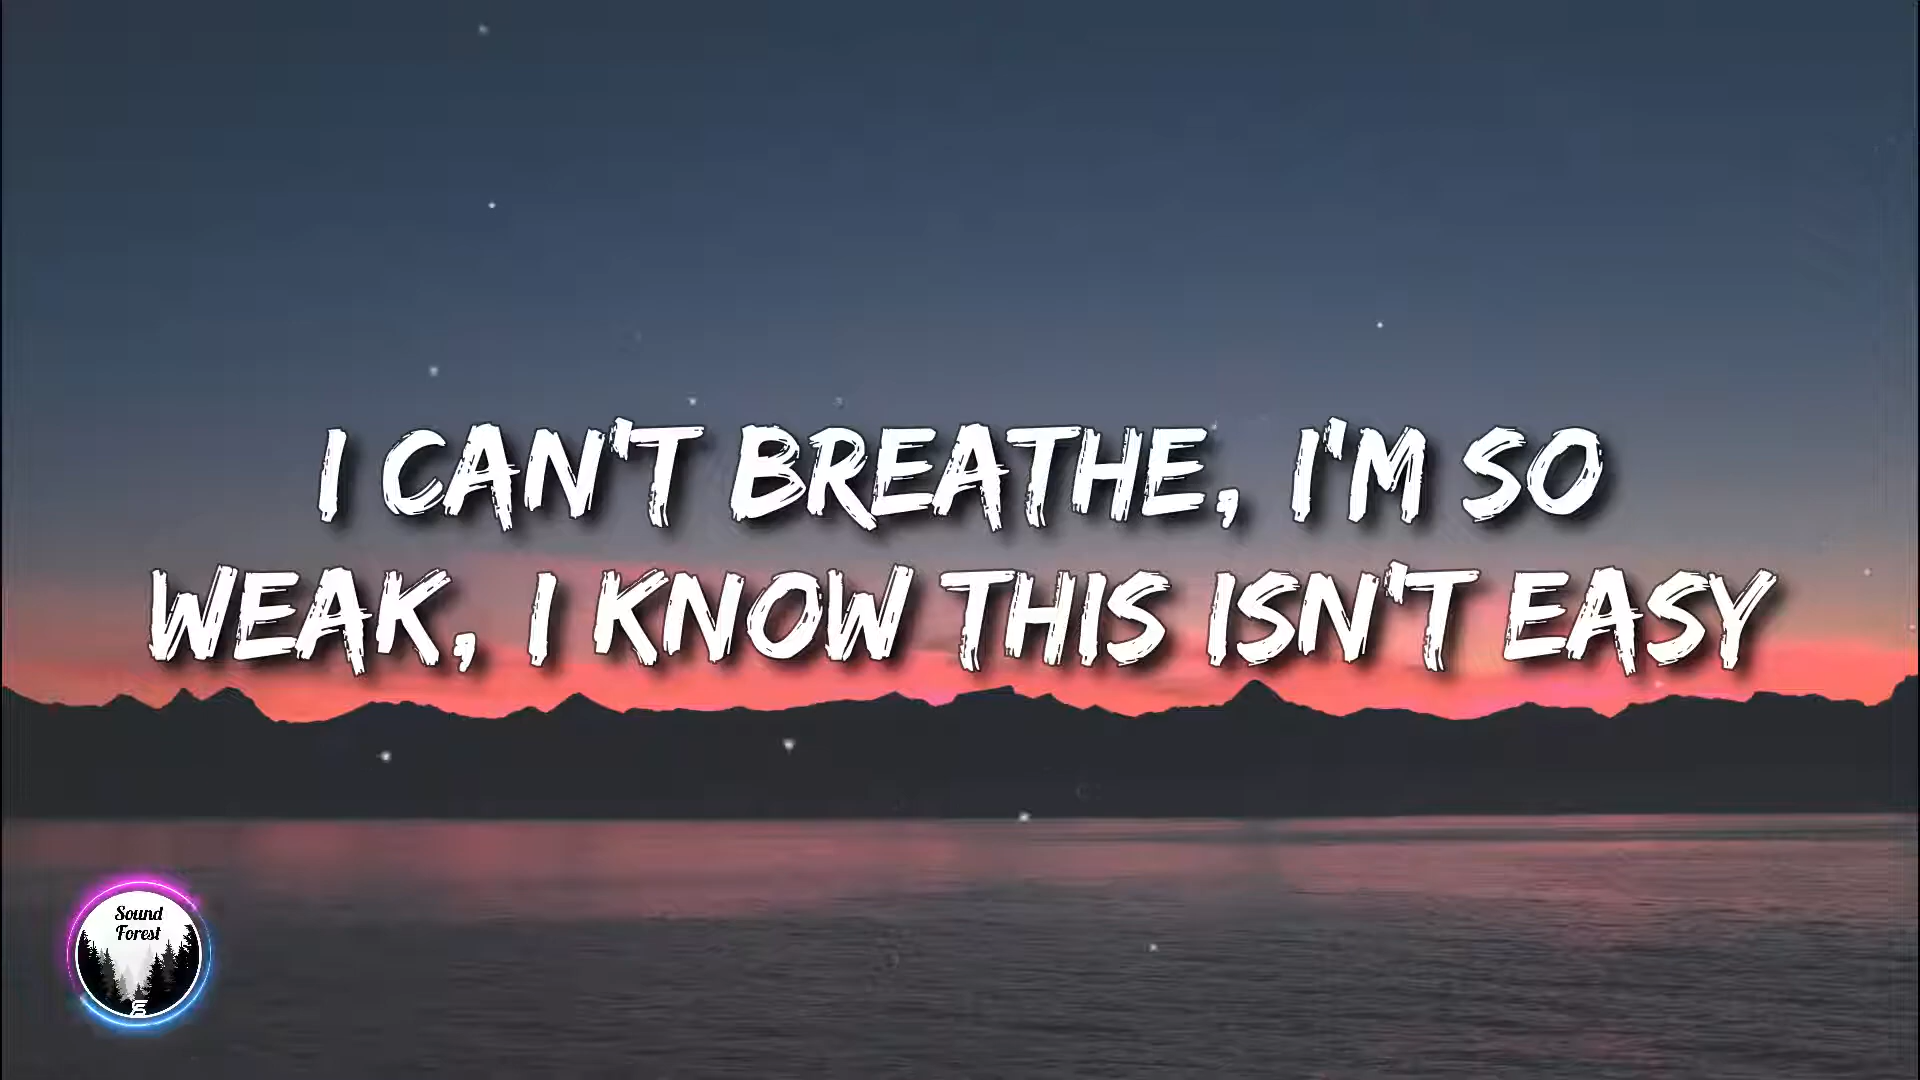 I CAN'T BREATHE, I'M SO
WEAK, I KNOW THIS ISN'T EASY
Sound
Forest